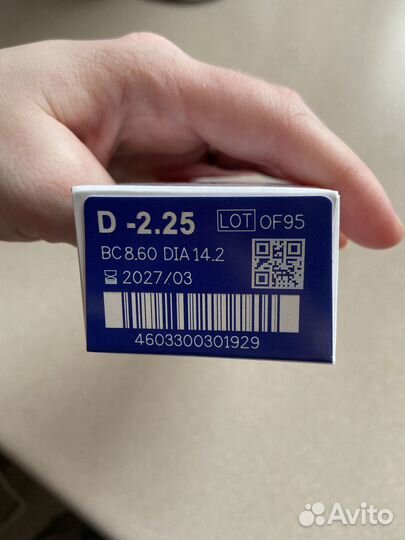 D -2.25 LOT OF95
BC 8.60 DIA 14.2
2027/03
4603300301929
Avito